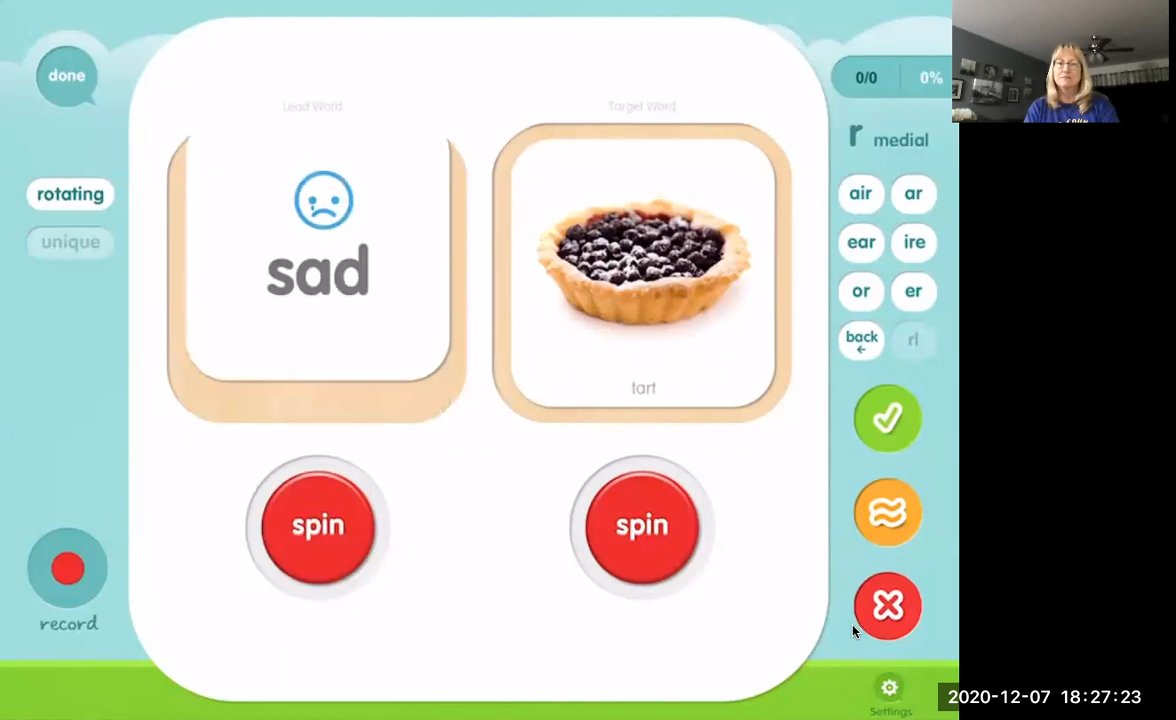 done
Lead Word
Target Word
0/0
0%
r medial
rotating
unique
air
ar
ear
ire
or
er
back
rl
sad
tart
spin
spin
record
Settings
2020-12-07 18:27:23